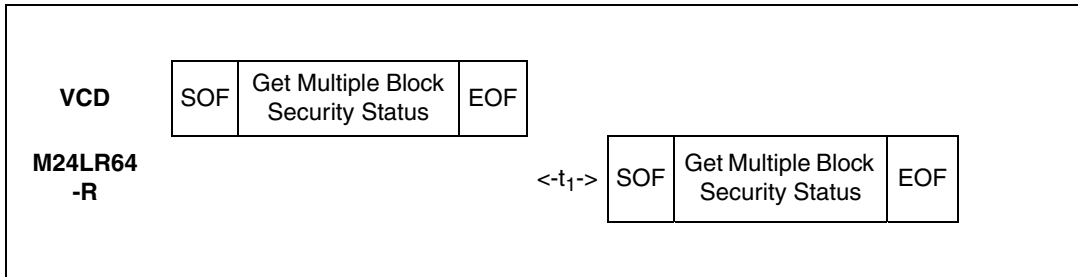 VCD
SOF
Get Multiple Block
Security Status
EOF
M24LR64
-R
<-t1->
SOF
Get Multiple Block
Security Status
EOF